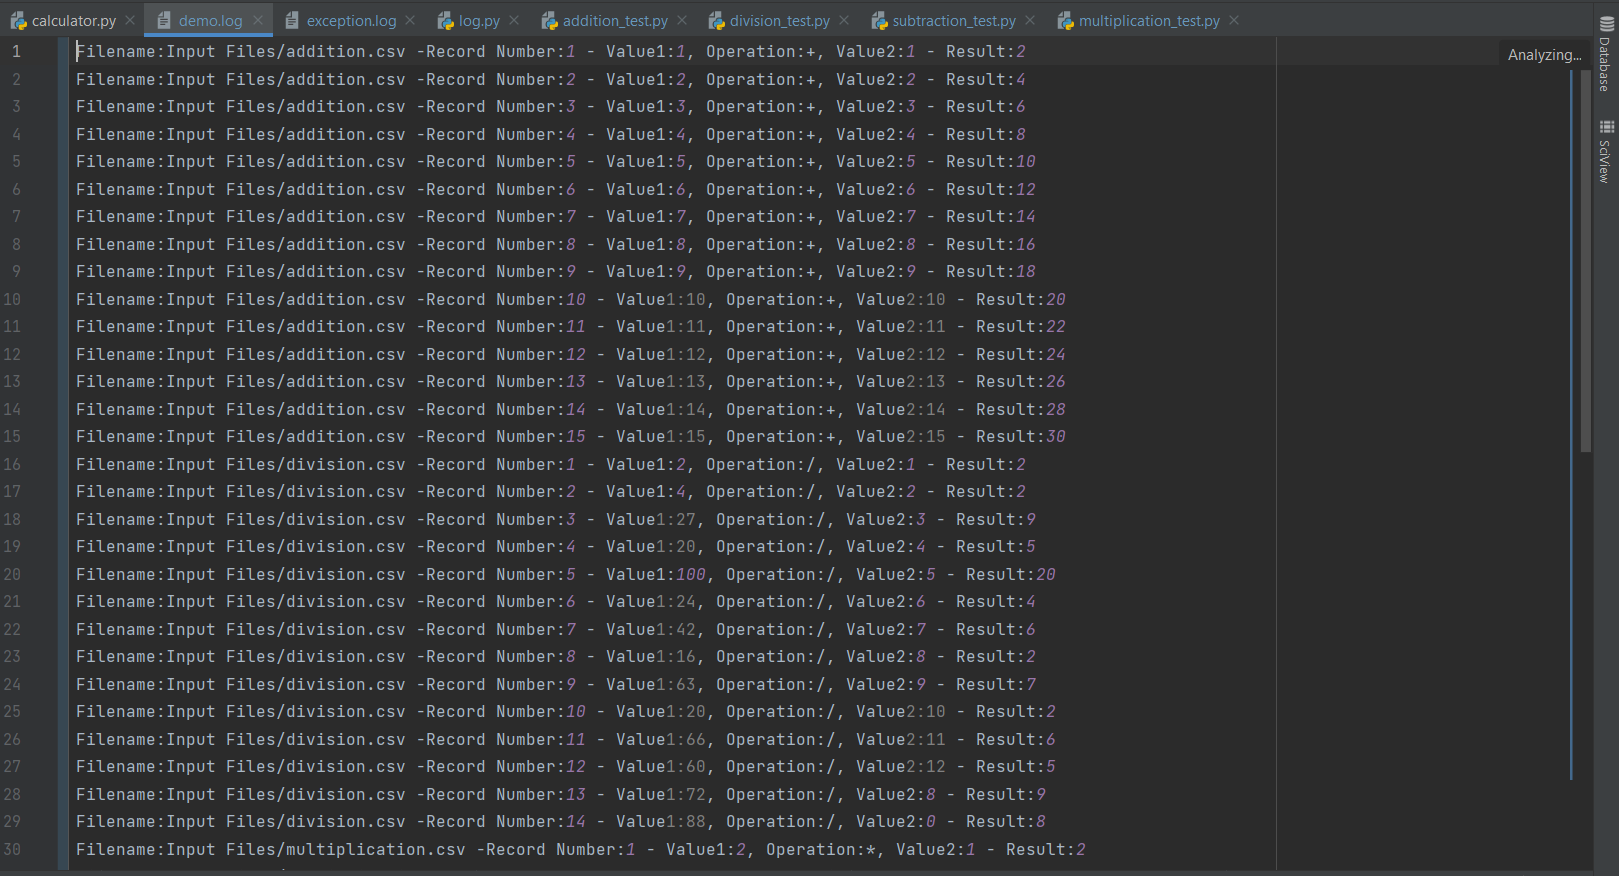 calculator.py demo.log exception.log log.py addition_test.py division_test.py subtraction_test.py multiplication_test.py
Analyzing...
Database
SciView
1 Filename:Input Files/addition.csv -Record Number:1 - Value1:1, Operation:+, Value2:1 - Result:2
2 Filename:Input Files/addition.csv -Record Number:2 - Value1:2, Operation:+, Value2:2 - Result:4
3 Filename:Input Files/addition.csv -Record Number:3 - Value1:3, Operation:+, Value2:3 - Result:6
4 Filename:Input Files/addition.csv -Record Number:4 - Value1:4, Operation:+, Value2:4 - Result:8
5 Filename:Input Files/addition.csv -Record Number:5 - Value1:5, Operation:+, Value2:5 - Result:10
6 Filename:Input Files/addition.csv -Record Number:6 - Value1:6, Operation:+, Value2:6 - Result:12
7 Filename:Input Files/addition.csv -Record Number:7 - Value1:7, Operation:+, Value2:7 - Result:14
8 Filename:Input Files/addition.csv -Record Number:8 - Value1:8, Operation:+, Value2:8 - Result:16
9 Filename:Input Files/addition.csv -Record Number:9 - Value1:9, Operation:+, Value2:9 - Result:18
10 Filename:Input Files/addition.csv -Record Number:10 - Value1:10, Operation:+, Value2:10 - Result:20
11 Filename:Input Files/addition.csv -Record Number:11 - Value1:11, Operation:+, Value2:11 - Result:22
12 Filename:Input Files/addition.csv -Record Number:12 - Value1:12, Operation:+, Value2:12 - Result:24
13 Filename:Input Files/addition.csv -Record Number:13 - Value1:13, Operation:+, Value2:13 - Result:26
14 Filename:Input Files/addition.csv -Record Number:14 - Value1:14, Operation:+, Value2:14 - Result:28
15 Filename:Input Files/addition.csv -Record Number:15 - Value1:15, Operation:+, Value2:15 - Result:30
16 Filename:Input Files/division.csv -Record Number:1 - Value1:2, Operation:/, Value2:1 - Result:2
17 Filename:Input Files/division.csv -Record Number:2 - Value1:4, Operation:/, Value2:2 - Result:2
18 Filename:Input Files/division.csv -Record Number:3 - Value1:27, Operation:/, Value2:3 - Result:9
19 Filename:Input Files/division.csv -Record Number:4 - Value1:20, Operation:/, Value2:4 - Result:5
20 Filename:Input Files/division.csv -Record Number:5 - Value1:100, Operation:/, Value2:5 - Result:20
21 Filename:Input Files/division.csv -Record Number:6 - Value1:24, Operation:/, Value2:6 - Result:4
22 Filename:Input Files/division.csv -Record Number:7 - Value1:42, Operation:/, Value2:7 - Result:6
23 Filename:Input Files/division.csv -Record Number:8 - Value1:16, Operation:/, Value2:8 - Result:2
24 Filename:Input Files/division.csv -Record Number:9 - Value1:63, Operation:/, Value2:9 - Result:7
25 Filename:Input Files/division.csv -Record Number:10 - Value1:20, Operation:/, Value2:10 - Result:2
26 Filename:Input Files/division.csv -Record Number:11 - Value1:66, Operation:/, Value2:11 - Result:6
27 Filename:Input Files/division.csv -Record Number:12 - Value1:60, Operation:/, Value2:12 - Result:5
28 Filename:Input Files/division.csv -Record Number:13 - Value1:72, Operation:/, Value2:8 - Result:9
29 Filename:Input Files/division.csv -Record Number:14 - Value1:88, Operation:/, Value2:0 - Result:8
30 Filename:Input Files/multiplication.csv -Record Number:1 - Value1:2, Operation:*, Value2:1 - Result:2